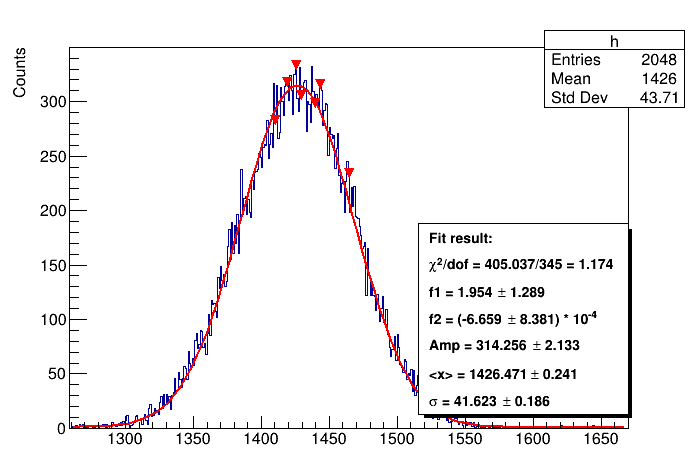 h
Entries 2048
Mean 1426
Std Dev 43.71
Counts
300
250
200
150
100
50
0
Fit result:
χ²/dof = 405.037/345 = 1.174
f1 = 1.954 ± 1.289
f2 = (-6.659 ± 8.381) * 10⁻⁴
Amp = 314.256 ± 2.133
<x> = 1426.471 ± 0.241
σ = 41.623 ± 0.186
1300 1350 1400 1450 1500 1550 1600 1650